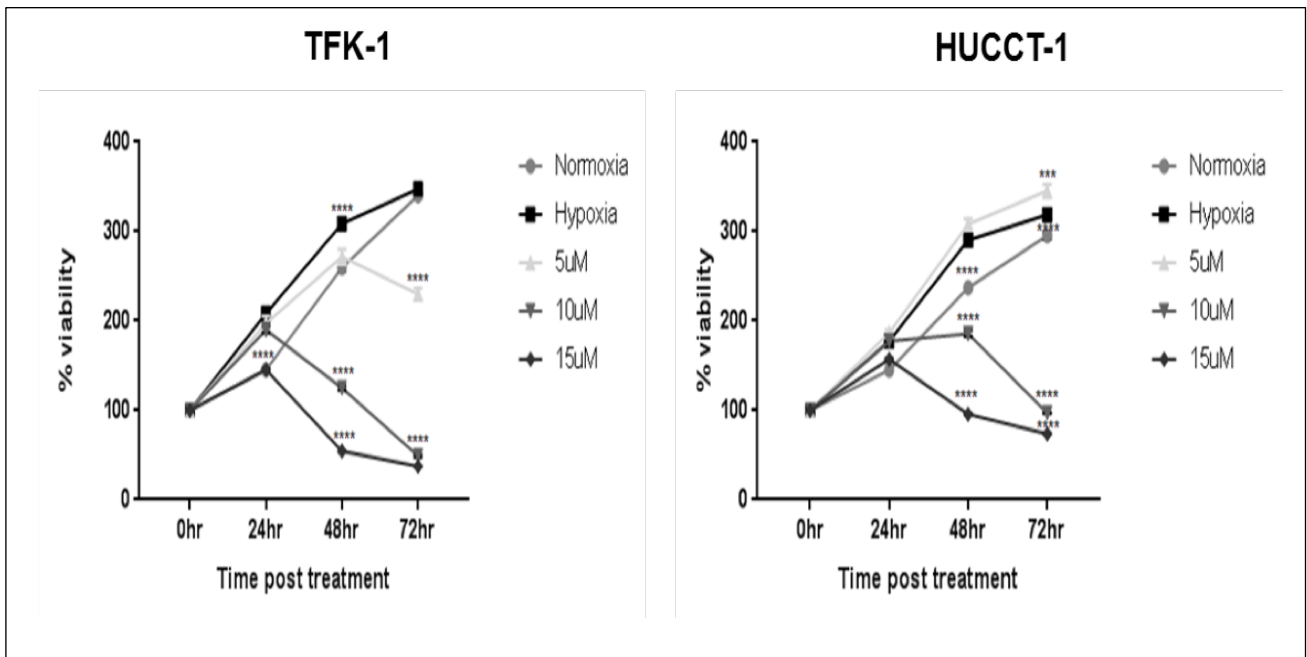 TFK-1
400
300
200
100
0
% viability
****
****
****
****
****
****
0hr 24hr 48hr 72hr
Time post treatment
Normoxia
Hypoxia
5uM
10uM
15uM
HUCCT-1
400
300
200
100
0
% viability
***
****
****
****
****
****
****
0hr 24hr 48hr 72hr
Time post treatment
Normoxia
Hypoxia
5uM
10uM
15uM